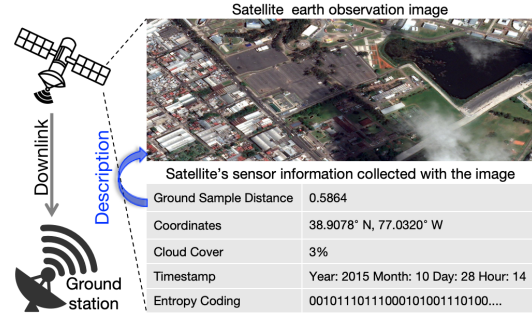 Satellite earth observation image
Downlink
Description
Ground
station
Satellite's sensor information collected with the image
Ground Sample Distance 0.5864
Coordinates 38.9078° N, 77.0320° W
Cloud Cover 3%
Timestamp Year: 2015 Month: 10 Day: 28 Hour: 14
Entropy Coding 00101110111000101001110100....